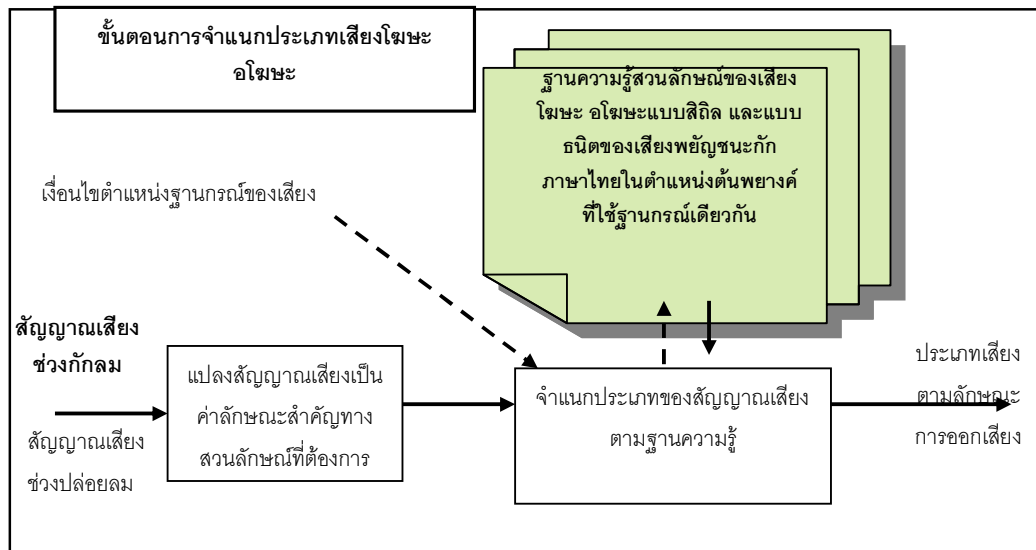 ขั้นตอนการจำแนกประเภทเสียงโฆษะ
อโฆษะ
ฐานความรู้สวนลักษณ์ของเสียง
โฆษะ อโฆษะแบบสิถิล และแบบ
ธนิตของเสียงพยัญชนะกัก
ภาษาไทยในตำแหน่งต้นพยางค์
ที่ใช้ฐานกรณ์เดียวกัน
เงื่อนไขตำแหน่งฐานกรณ์ของเสียง
สัญญาณเสียง
ช่วงกักลม
สัญญาณเสียง
ช่วงปล่อยลม
แปลงสัญญาณเสียงเป็น
ค่าลักษณะสำคัญทาง
สวนลักษณ์ที่ต้องการ
จำแนกประเภทของสัญญาณเสียง
ตามฐานความรู้
ประเภทเสียง
ตามลักษณะ
การออกเสียง